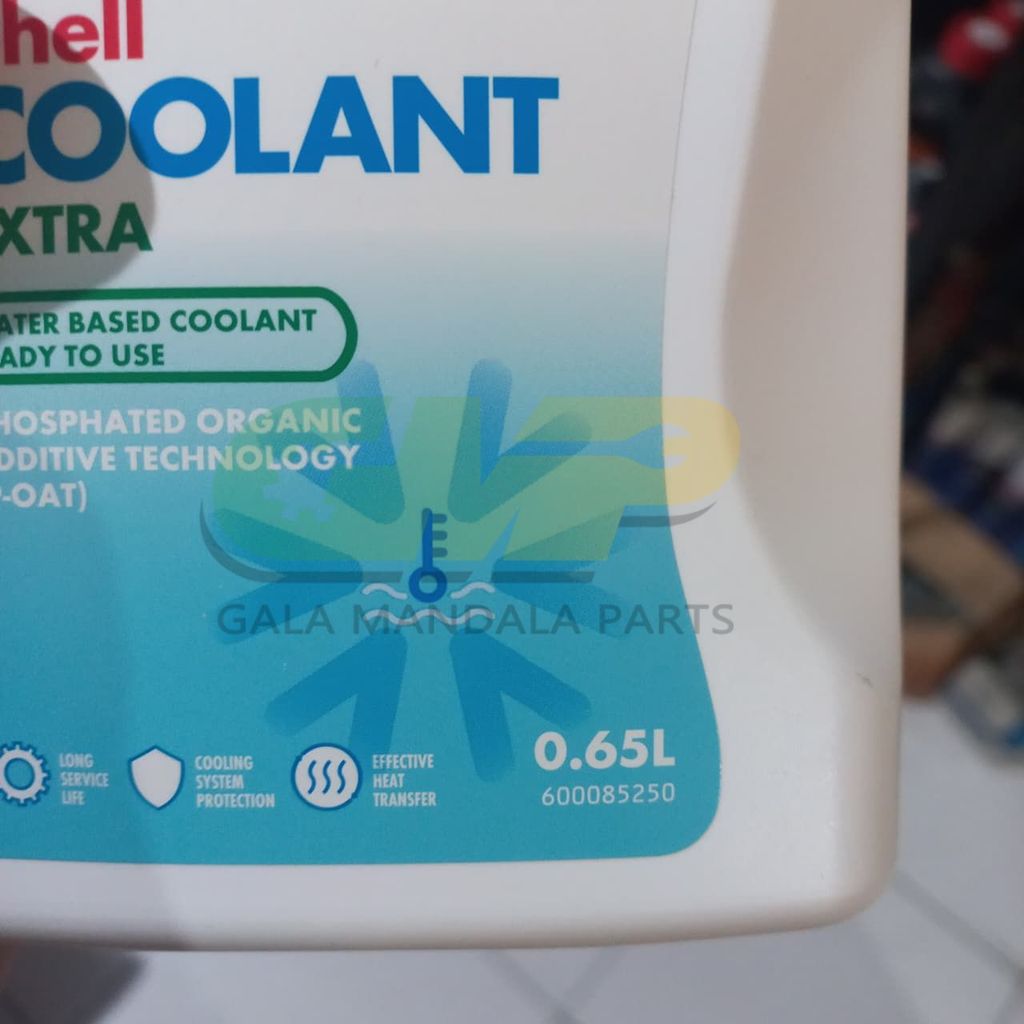 hell
COOLANT
XTRA
ATER BASED COOLANT
ADY TO USE
HOSPHATED ORGANIC
DDITIVE TECHNOLOGY
-OAT)
GMP
GALA MANDALA PARTS
LONG
SERVICE
LIFE
COOLING
SYSTEM
PROTECTION
EFFECTIVE
HEAT
TRANSFER
0.65L
600085250